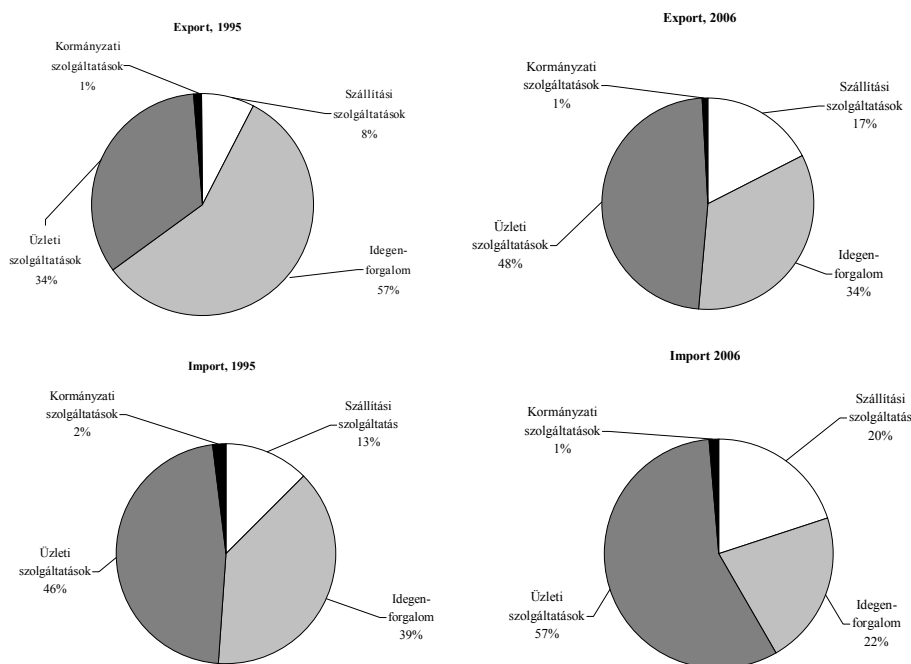 Export, 1995
Kormányzati
szolgáltatások
1%
Szállítási
szolgáltatások
8%
Üzleti
szolgáltatások
34%
Idegen-
forgalom
57%
Export, 2006
Kormányzati
szolgáltatások
1%
Szállítási
szolgáltatások
17%
Üzleti
szolgáltatások
48%
Idegen-
forgalom
34%
Import, 1995
Kormányzati
szolgáltatások
2%
Szállítási
szolgáltatás
13%
Üzleti
szolgáltatások
46%
Idegen-
forgalom
39%
Import 2006
Kormányzati
szolgáltatások
1%
Szállítási
szolgáltatás
20%
Üzleti
szolgáltatások
57%
Idegen-
forgalom
22%